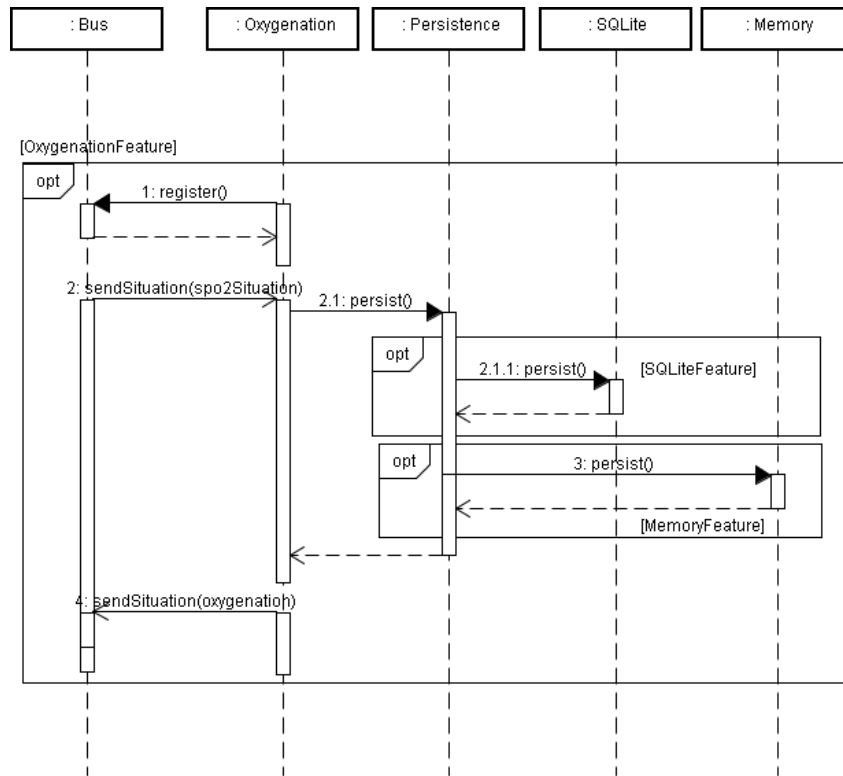 : Bus
: Oxygenation
: Persistence
: SQLite
: Memory
[OxygenationFeature]
opt
1: register()
2: sendSituation(spo2Situation)
2.1: persist()
opt
2.1.1: persist()
[SQLiteFeature]
opt
3: persist()
[MemoryFeature]
4: sendSituation(oxygenation)